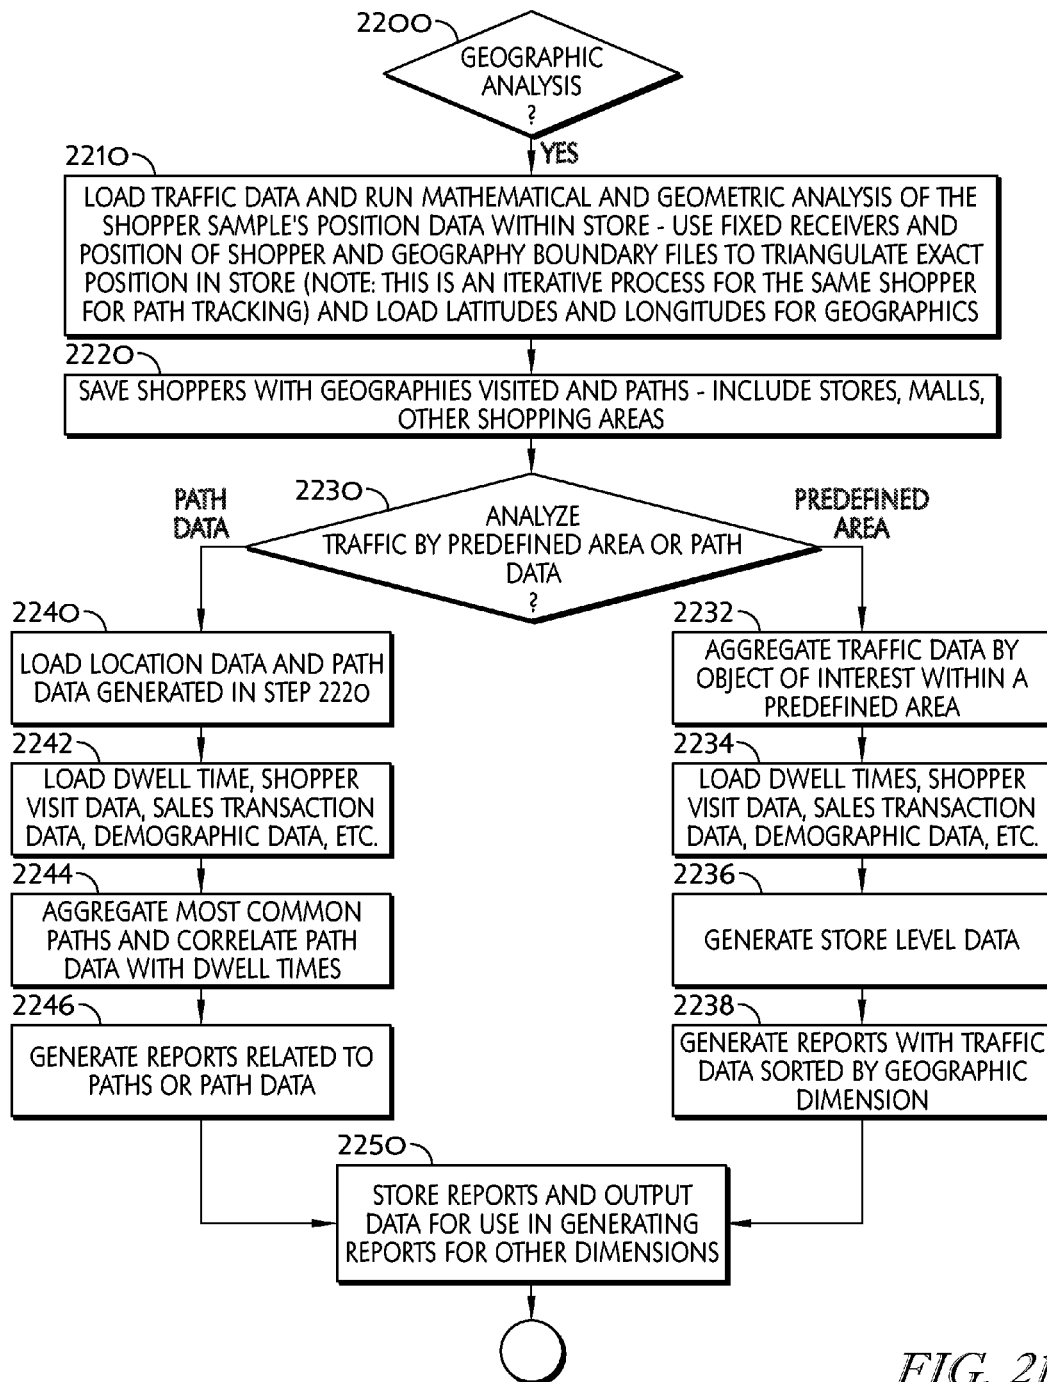 2200
GEOGRAPHIC
ANALYSIS
?
YES
2210
LOAD TRAFFIC DATA AND RUN MATHEMATICAL AND GEOMETRIC ANALYSIS OF THE
SHOPPER SAMPLE'S POSITION DATA WITHIN STORE - USE FIXED RECEIVERS AND
POSITION OF SHOPPER AND GEOGRAPHY BOUNDARY FILES TO TRIANGULATE EXACT
POSITION IN STORE (NOTE: THIS IS AN ITERATIVE PROCESS FOR THE SAME SHOPPER
FOR PATH TRACKING) AND LOAD LATITUDES AND LONGITUDES FOR GEOGRAPHICS
2220
SAVE SHOPPERS WITH GEOGRAPHIES VISITED AND PATHS - INCLUDE STORES, MALLS,
OTHER SHOPPING AREAS
2230
ANALYZE
TRAFFIC BY PREDEFINED AREA OR PATH
DATA
?
PATH
DATA
PREDEFINED
AREA
2240
LOAD LOCATION DATA AND PATH
DATA GENERATED IN STEP 2220
2242
LOAD DWELL TIME, SHOPPER
VISIT DATA, SALES TRANSACTION
DATA, DEMOGRAPHIC DATA, ETC.
2244
AGGREGATE MOST COMMON
PATHS AND CORRELATE PATH
DATA WITH DWELL TIMES
2246
GENERATE REPORTS RELATED TO
PATHS OR PATH DATA
2232
AGGREGATE TRAFFIC DATA BY
OBJECT OF INTEREST WITHIN A
PREDEFINED AREA
2234
LOAD DWELL TIMES, SHOPPER
VISIT DATA, SALES TRANSACTION
DATA, DEMOGRAPHIC DATA, ETC.
2236
GENERATE STORE LEVEL DATA
2238
GENERATE REPORTS WITH TRAFFIC
DATA SORTED BY GEOGRAPHIC
DIMENSION
2250
STORE REPORTS AND OUTPUT
DATA FOR USE IN GENERATING
REPORTS FOR OTHER DIMENSIONS
FIG. 21